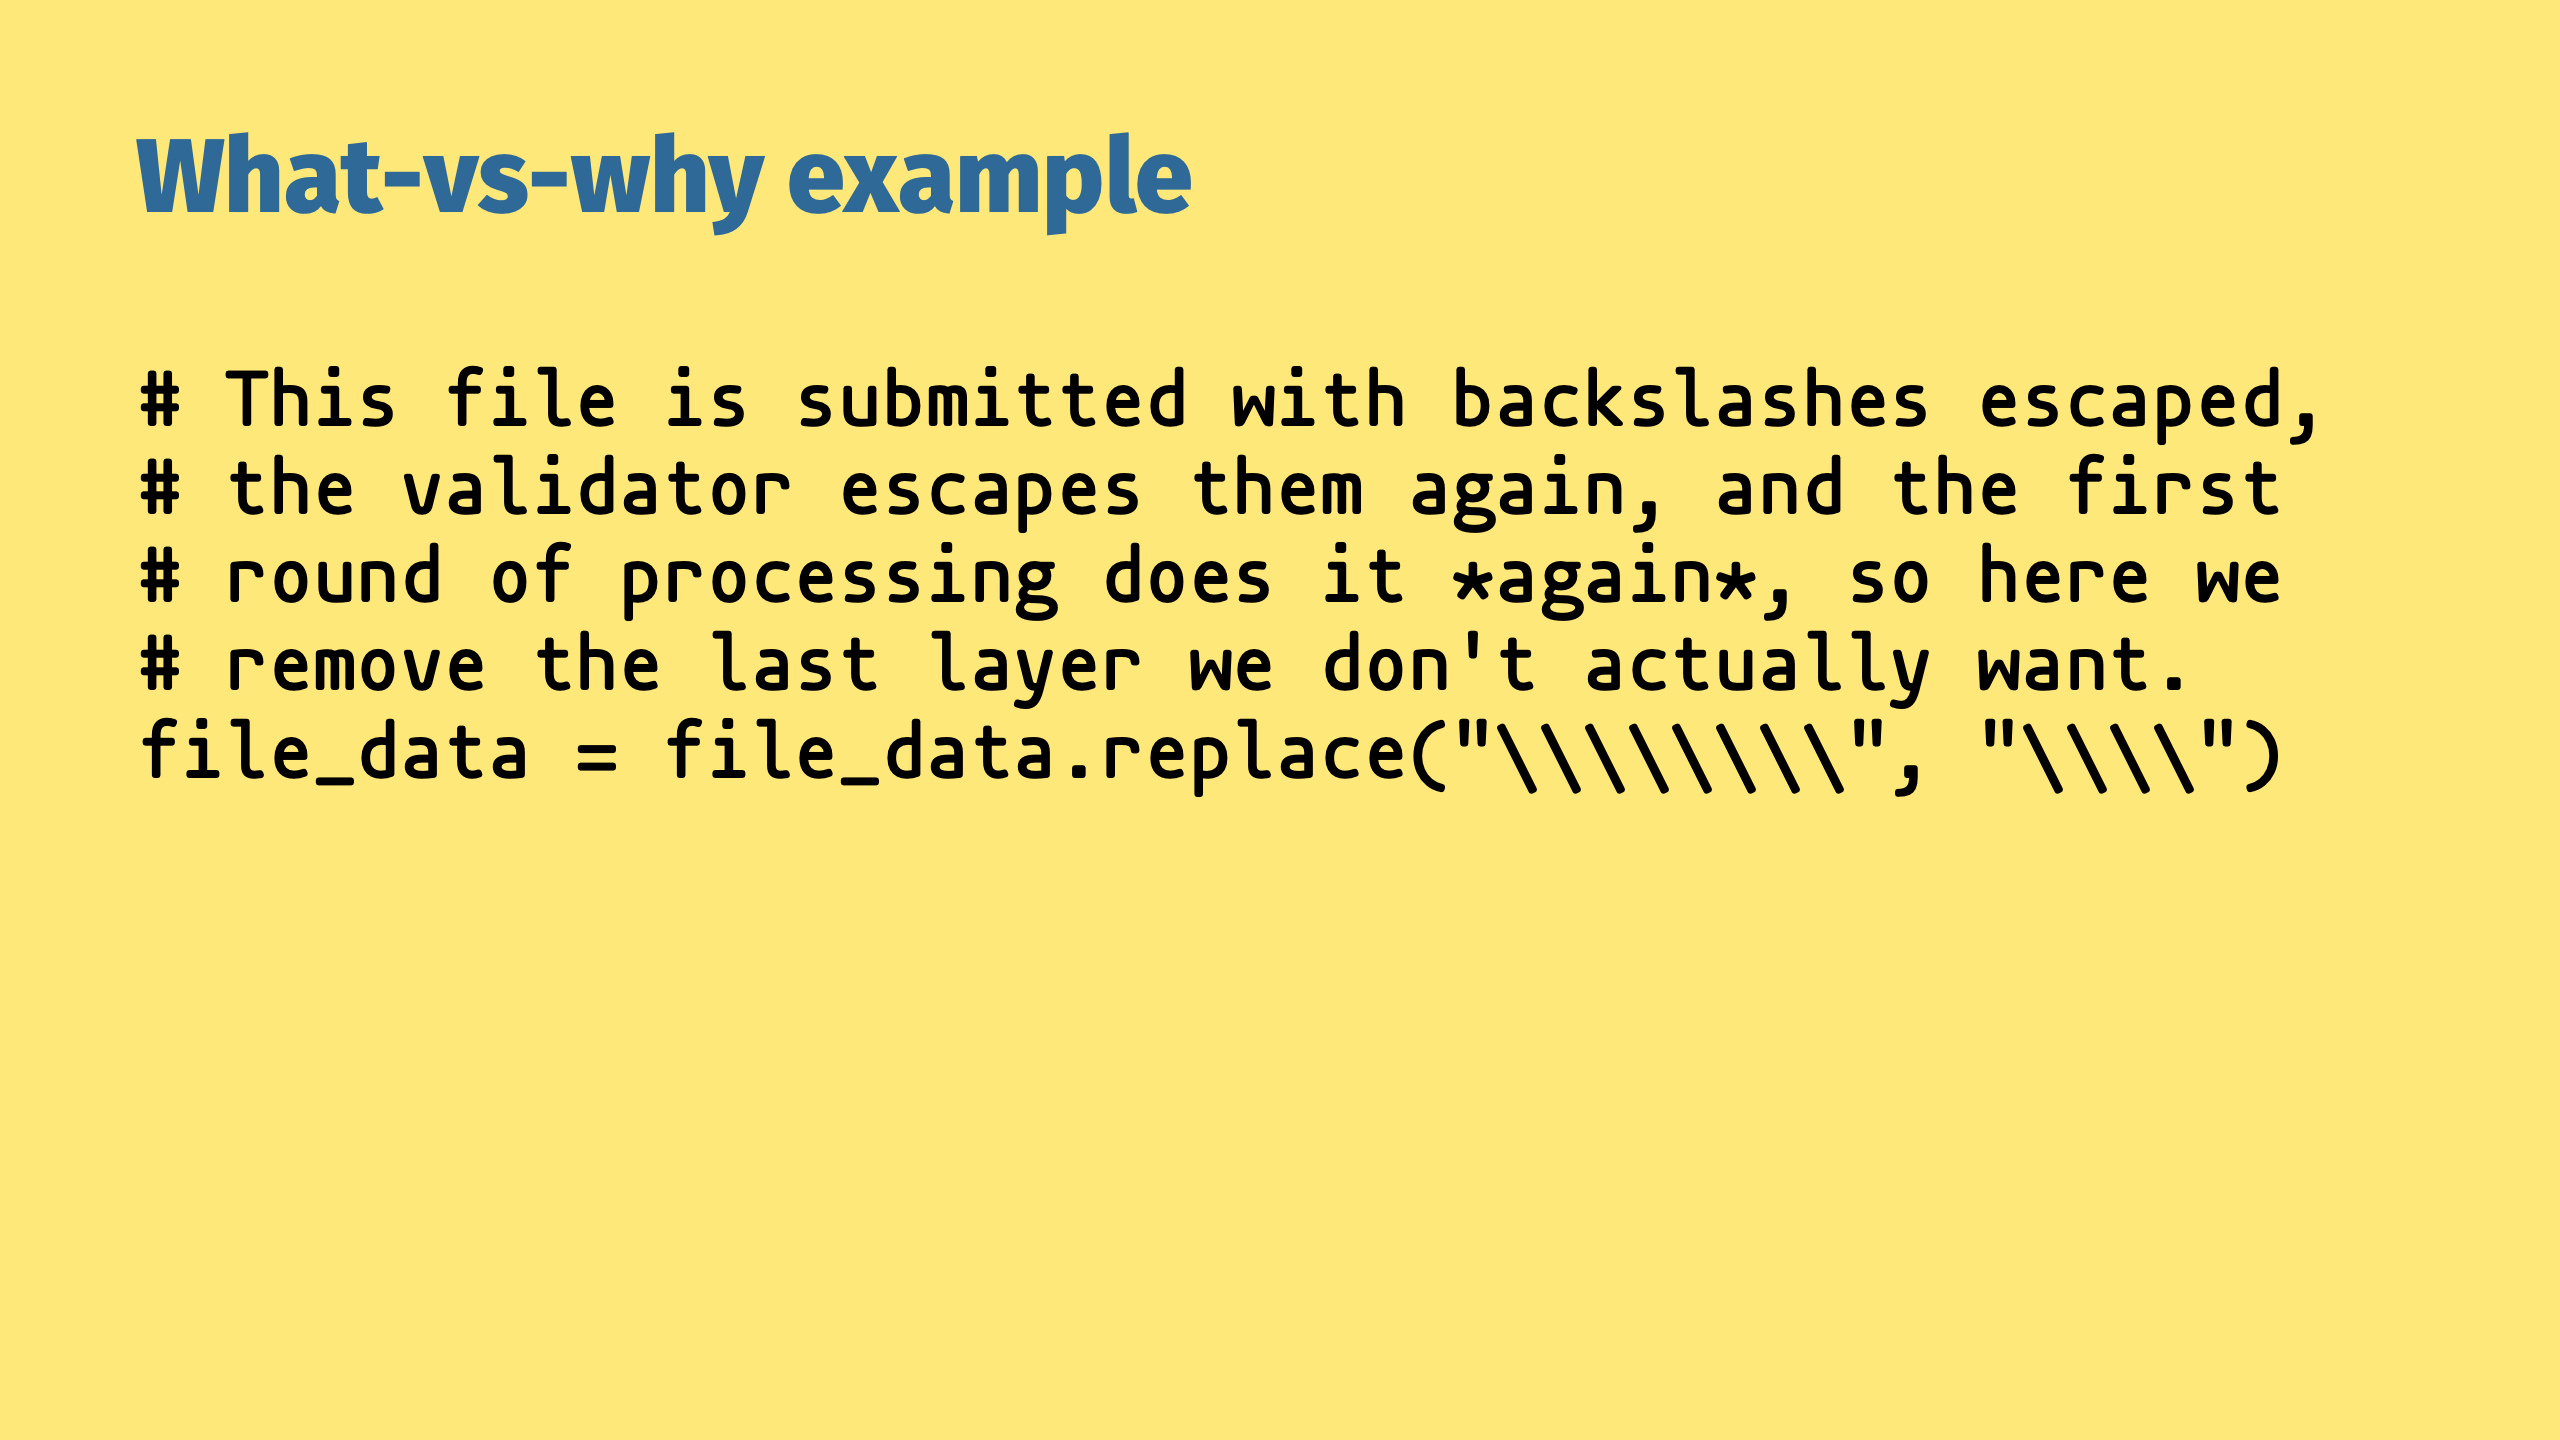 What-vs-why example
# This file is submitted with backslashes escaped,
# the validator escapes them again, and the first
# round of processing does it *again*, so here we
# remove the last layer we don't actually want.
file_data = file_data.replace("\\\\\\\\", "\\\\")